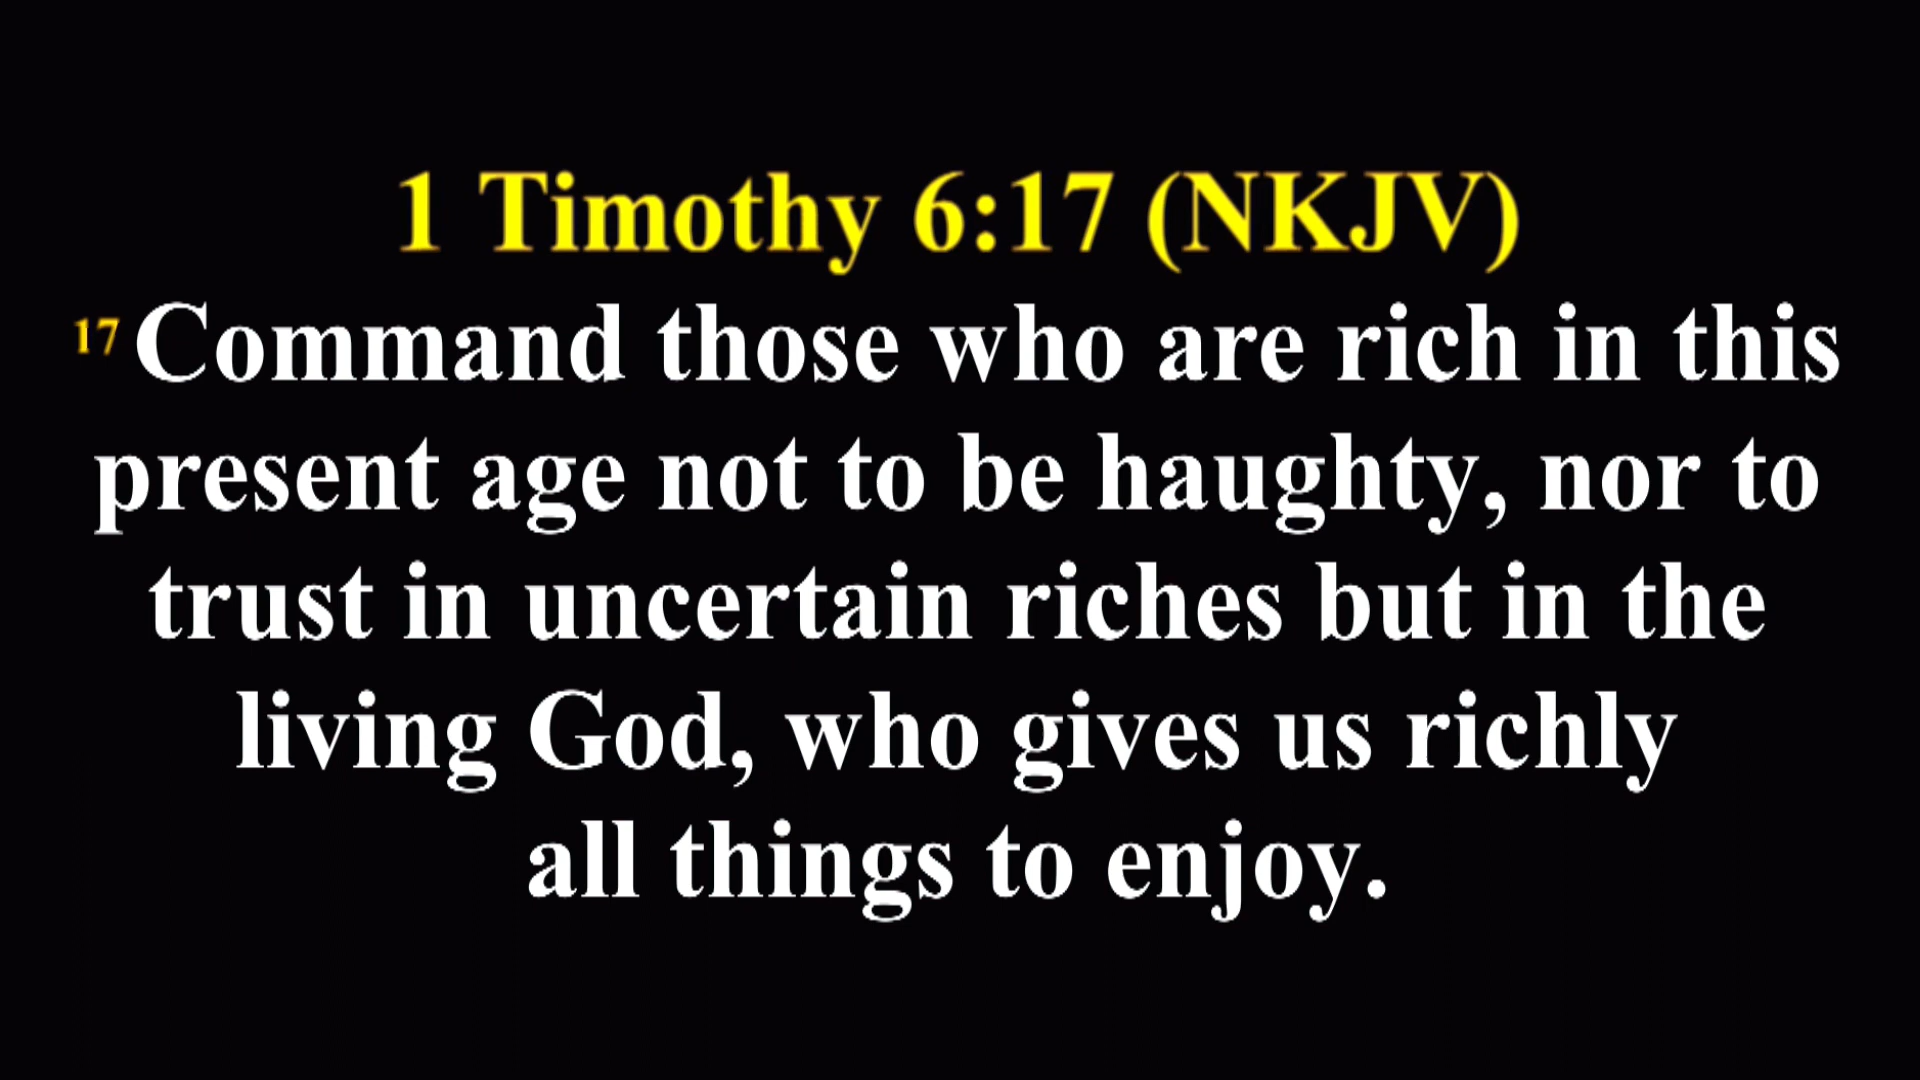 1 Timothy 6:17 (NKJV)
17 Command those who are rich in this
present age not to be haughty, nor to
trust in uncertain riches but in the
living God, who gives us richly
all things to enjoy.